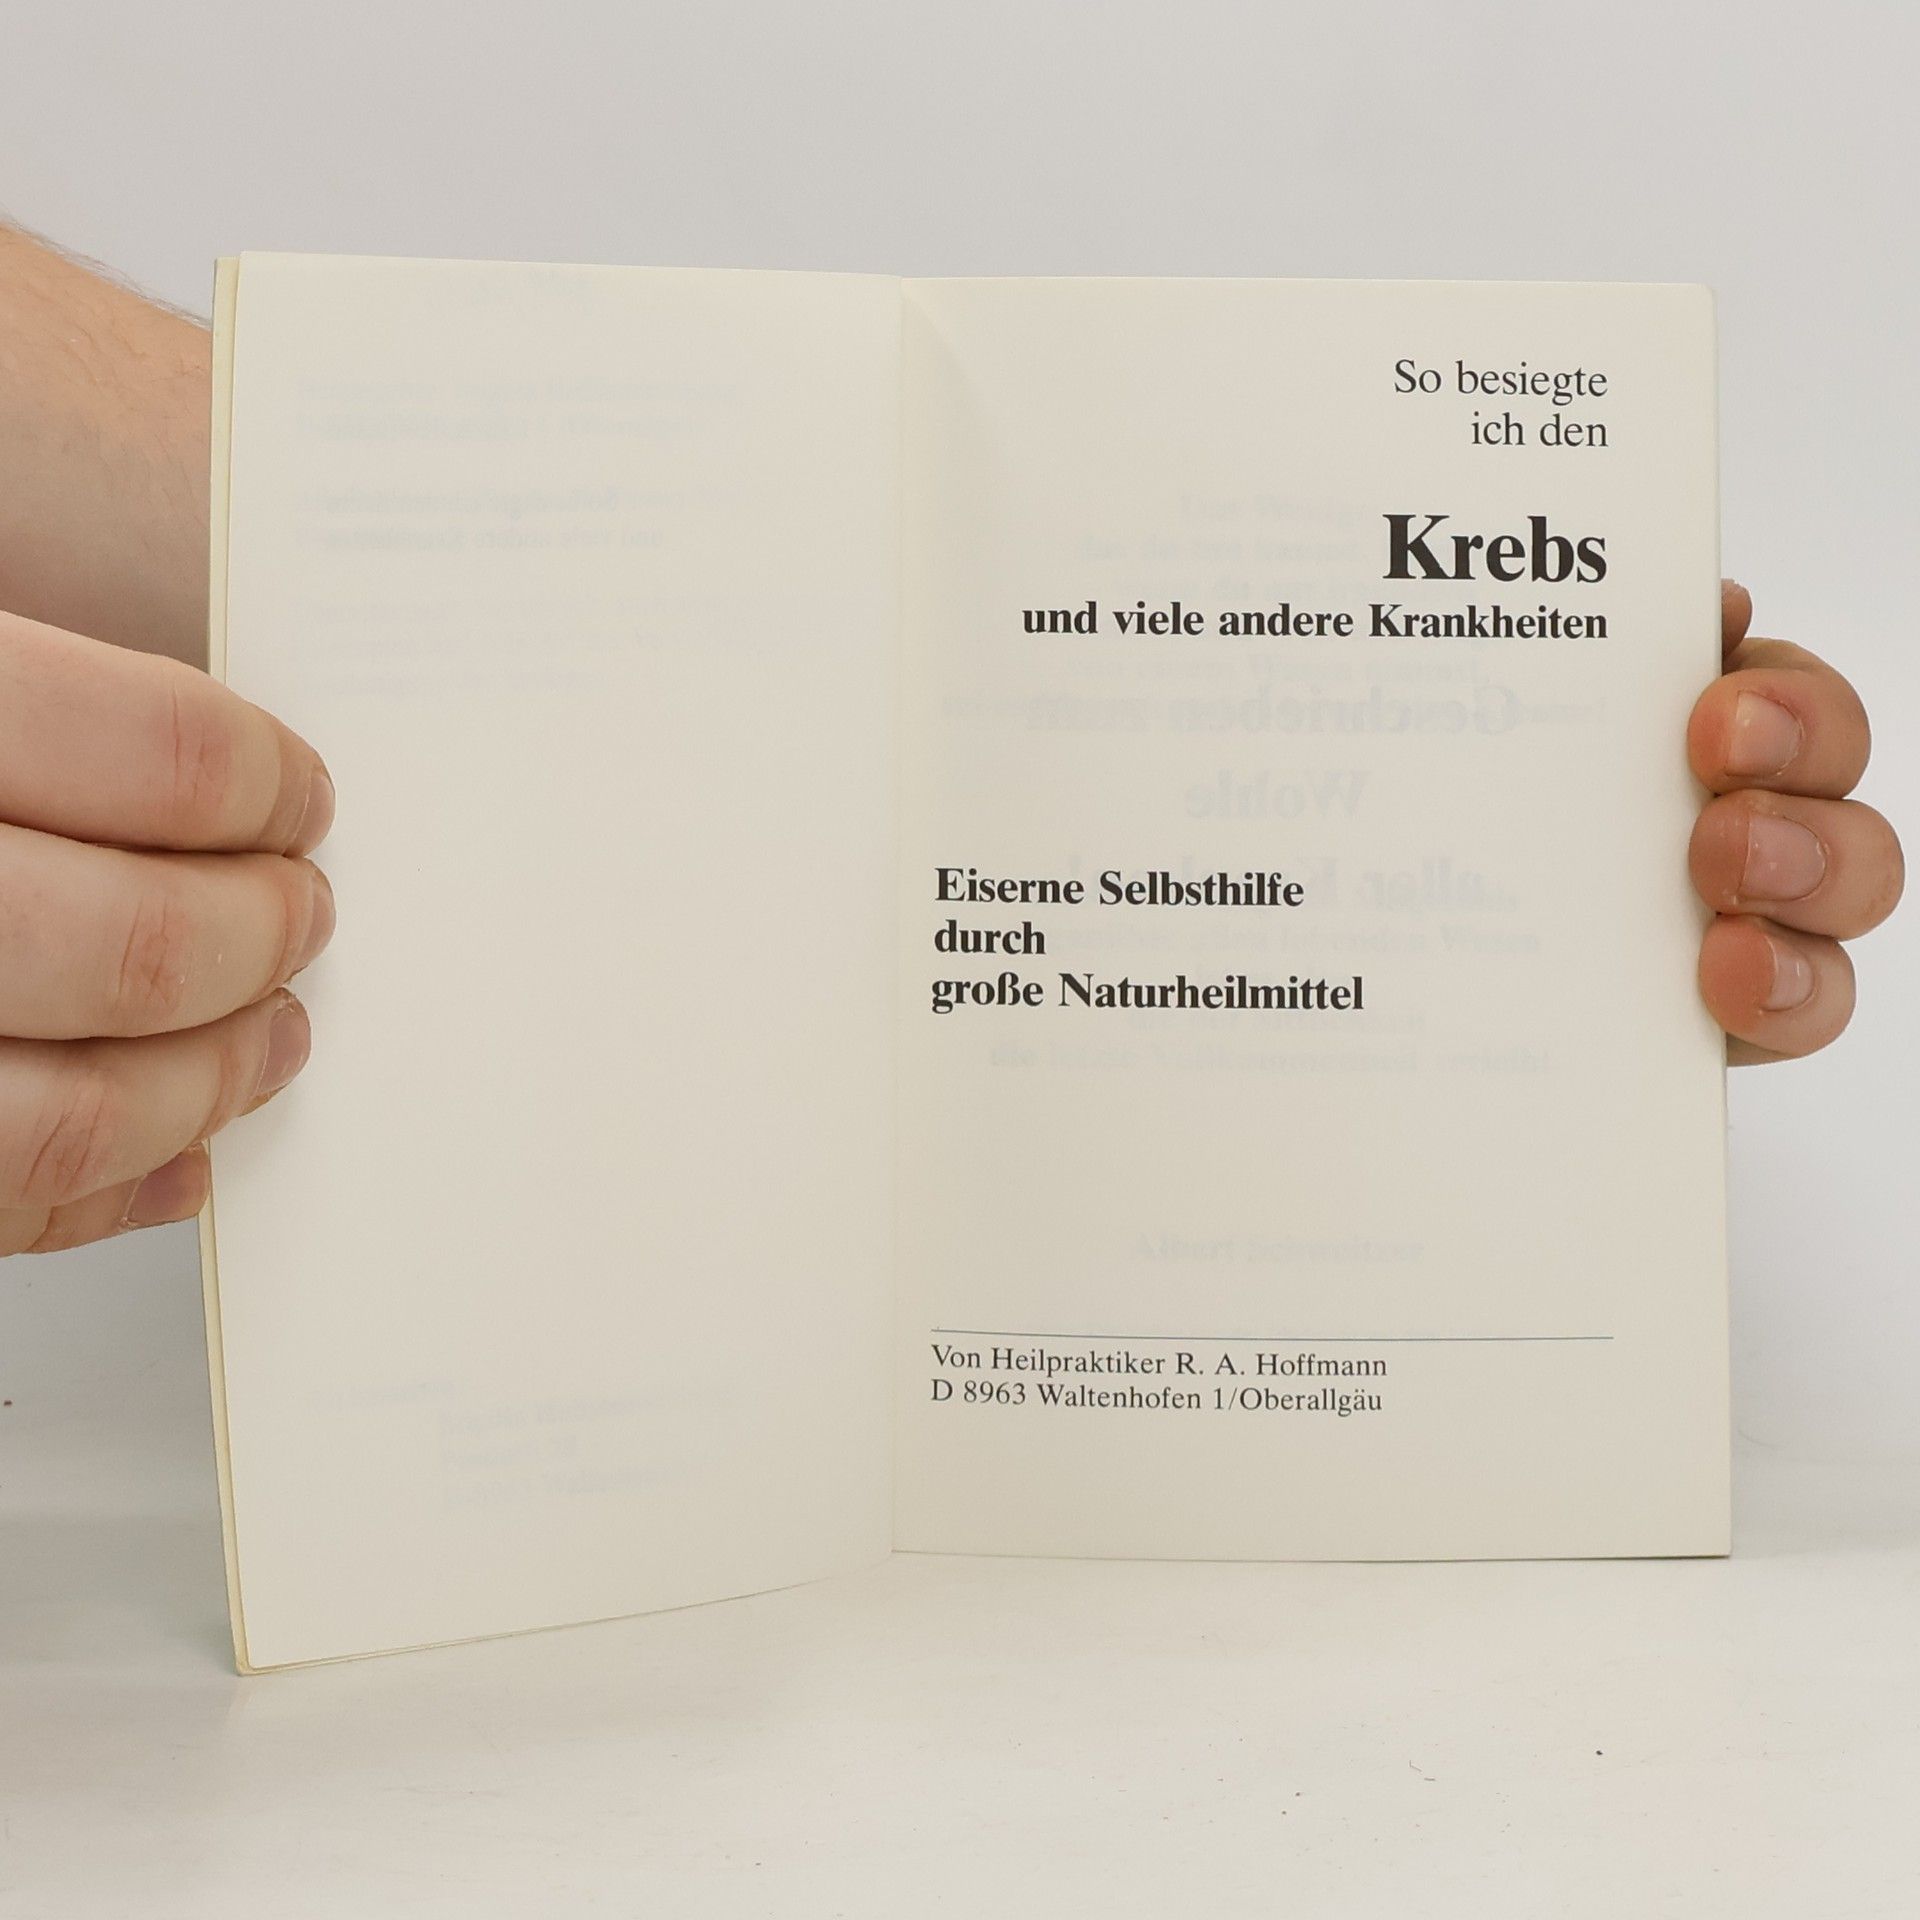 So besiegte
ich den
Krebs
und viele andere Krankheiten
Eiserne Selbsthilfe
durch
große Naturheilmittel
Von Heilpraktiker R. A. Hoffmann
D 8963 Waltenhofen 1/Oberallgäu